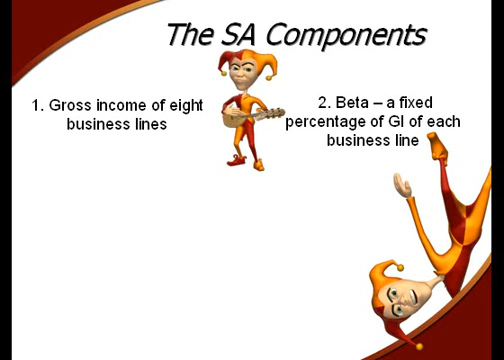 The SA Components
1. Gross income of eight
business lines
2. Beta – a fixed
percentage of GI of each
business line